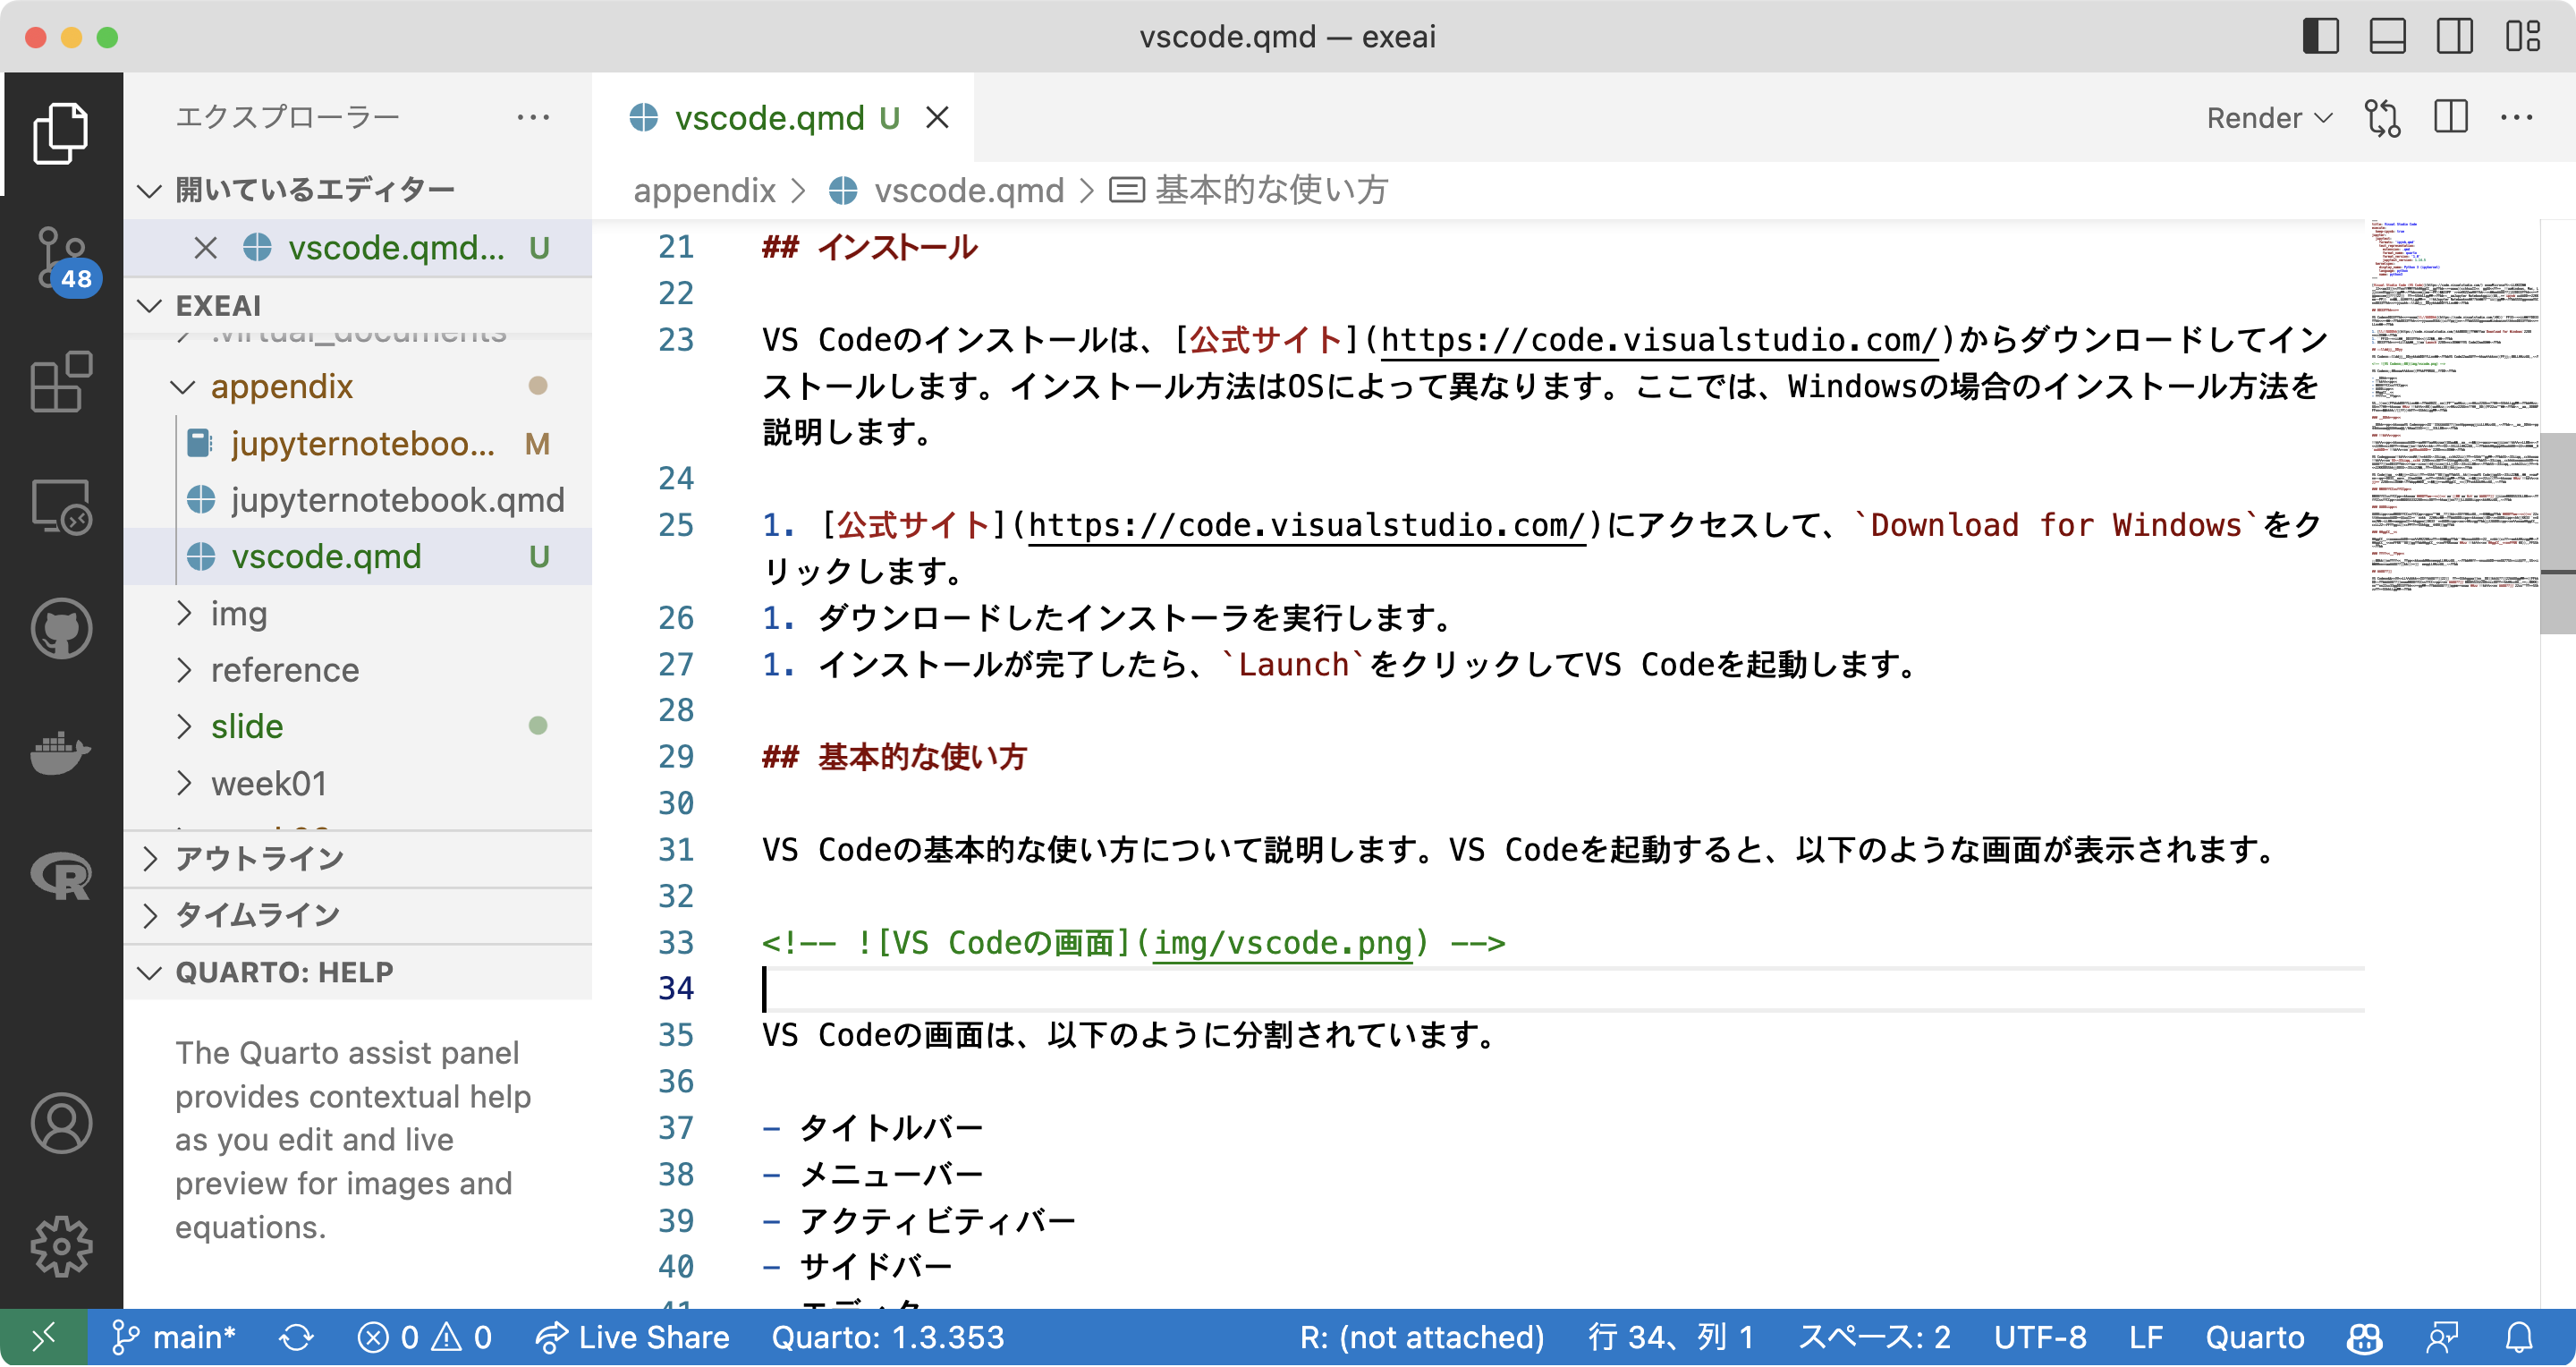 vscode.qmd — exeai
エクスプローラー
開いているエディター
vscode.qmd... U
48
EXEAI
.virtual_documents
appendix
jupyternoteboo... M
jupyternotebook.qmd
vscode.qmd U
img
reference
slide
week01
アウトライン
タイムライン
QUARTO: HELP
The Quarto assist panel
provides contextual help
as you edit and live
preview for images and
equations.
vscode.qmd U
Render
appendix > vscode.qmd > 基本的な使い方
21 ## インストール
22
23 VS Codeのインストールは、[公式サイト](https://code.visualstudio.com/)からダウンロードしてイン
ストールします。インストール方法はOSによって異なります。ここでは、Windowsの場合のインストール方法を
説明します。
24
25 1. [公式サイト](https://code.visualstudio.com/)にアクセスして、`Download for Windows`をク
リックします。
26 1. ダウンロードしたインストーラを実行します。
27 1. インストールが完了したら、`Launch`をクリックしてVS Codeを起動します。
28
29 ## 基本的な使い方
30
31 VS Codeの基本的な使い方について説明します。VS Codeを起動すると、以下のような画面が表示されます。
32
33 <!-- ![VS Codeの画面](img/vscode.png) -->
34
35 VS Codeの画面は、以下のように分割されています。
36
37 - タイトルバー
38 - メニューバー
39 - アクティビティバー
40 - サイドバー
main* 0 0 Live Share Quarto: 1.3.353 R: (not attached) 行 34、列 1 スペース: 2 UTF-8 LF Quarto